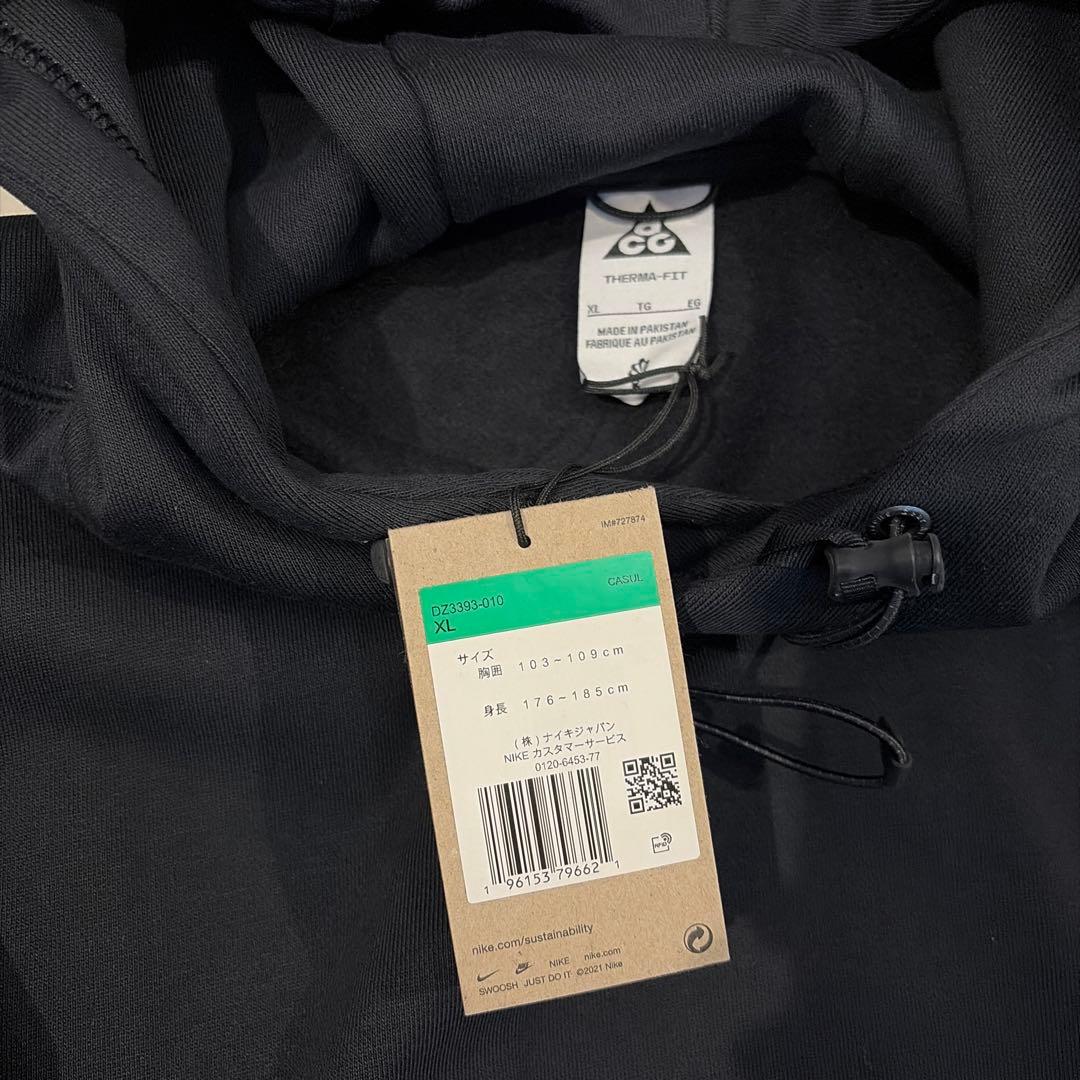 aCG
THERMA-FIT
XL TG EG
MADE IN PAKISTAN
FABRIQUE AU PAKISTAN
IM#727874
CASUL
DZ3393-010
XL
サイズ
胸囲 103~109cm
身長 176~185cm
(株)ナイキジャパン
NIKE カスタマーサービス
0120-6453-77
RFID
1 96153 79662 1
nike.com/sustainability
NIKE nike.com
SWOOSH JUST DO IT ©2021 Nike